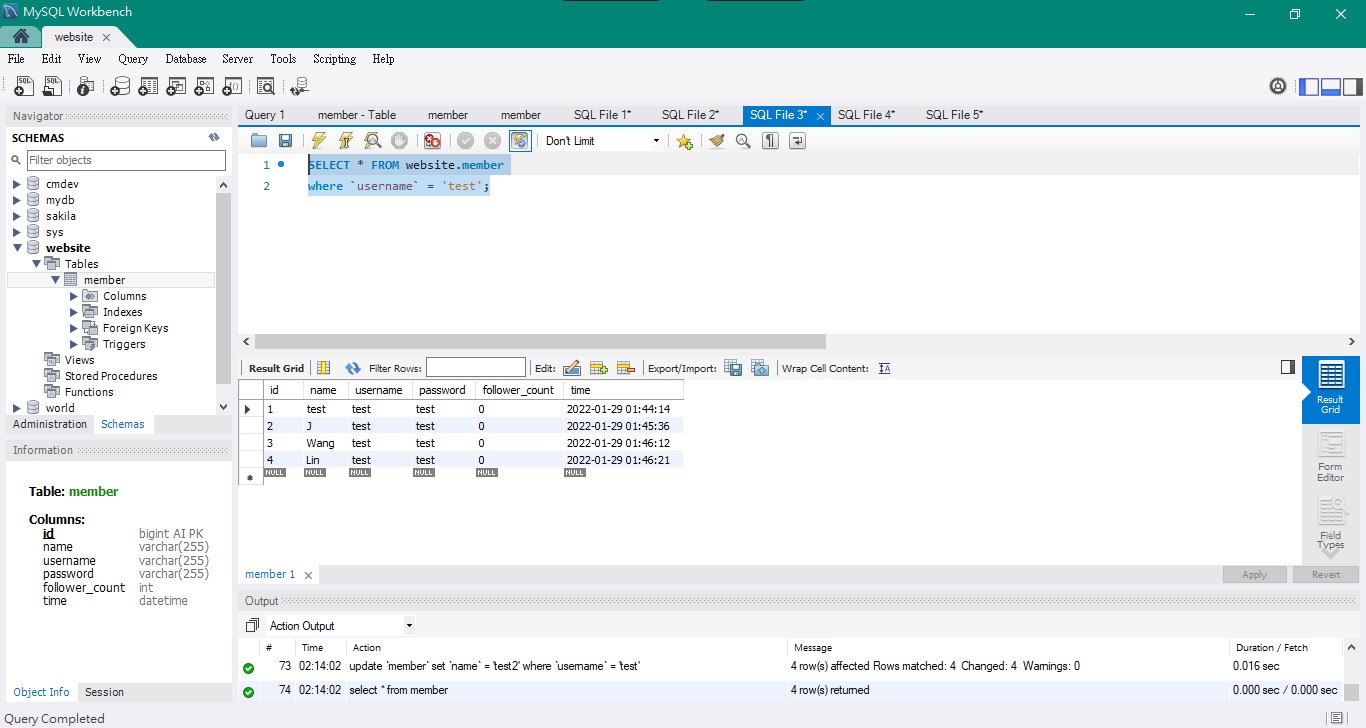 MySQL Workbench
website
File Edit View Query Database Server Tools Scripting Help
Navigator
SCHEMAS
Filter objects
cmdev
mydb
sakila
sys
website
Tables
member
Columns
Indexes
Foreign Keys
Triggers
Views
Stored Procedures
Functions
world
Administration Schemas
Information
Table: member
Columns:
id bigint AI PK
name varchar(255)
username varchar(255)
password varchar(255)
follower_count int
time datetime
Object Info Session
Query 1 member - Table member member SQL File 1* SQL File 2* SQL File 3* SQL File 4* SQL File 5*
Don't Limit
1 SELECT * FROM website.member
2 where `username` = 'test';
Result Grid Filter Rows: Edit: Export/Import: Wrap Cell Content:
id name username password follower_count time
1 test test test 0 2022-01-29 01:44:14
2 J test test 0 2022-01-29 01:45:36
3 Wang test test 0 2022-01-29 01:46:12
4 Lin test test 0 2022-01-29 01:46:21
NULL NULL NULL NULL NULL NULL
Result
Grid
Form
Editor
Field
Types
member 1 Apply Revert
Output
Action Output
# Time Action Message Duration / Fetch
73 02:14:02 update `member` set `name` = 'test2' where `username` = 'test' 4 row(s) affected Rows matched: 4 Changed: 4 Warnings: 0 0.016 sec
74 02:14:02 select * from member 4 row(s) returned 0.000 sec / 0.000 sec
Query Completed